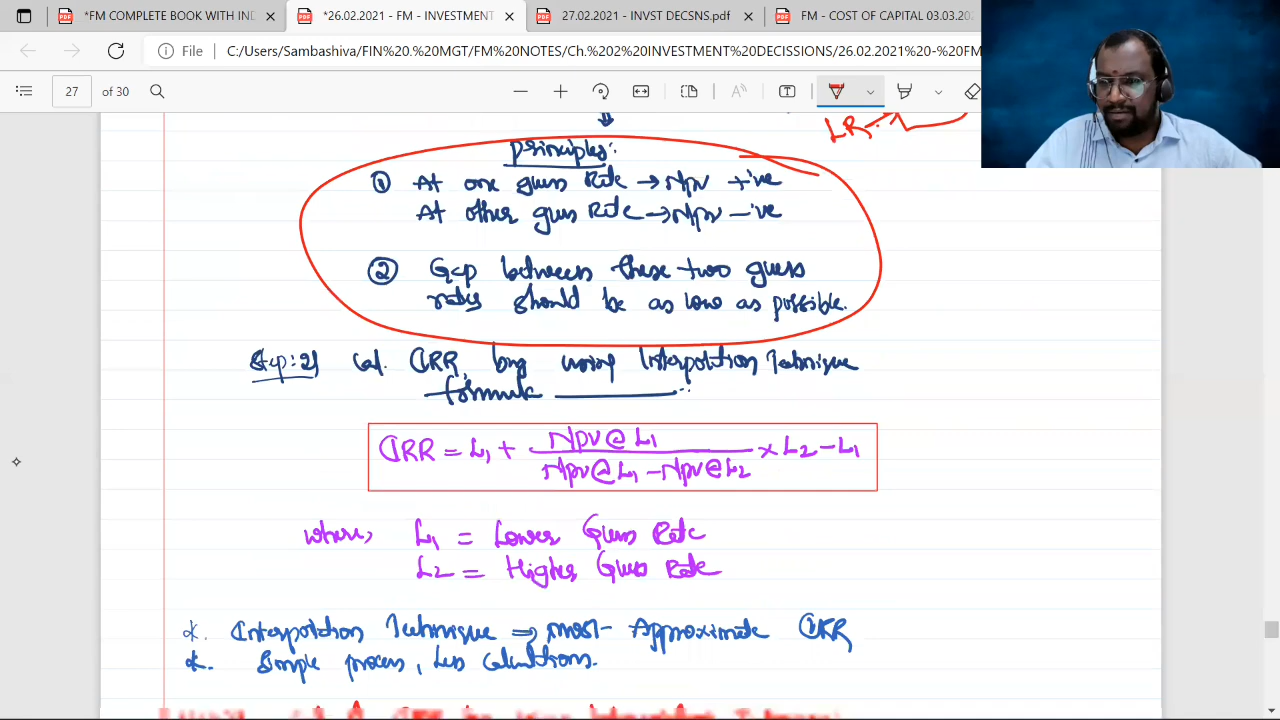 *FM COMPLETE BOOK WITH IND
*26.02.2021 - FM - INVESTMENT
27.02.2021 - INVST DECSNS.pdf
FM - COST OF CAPITAL 03.03.202
File C:/Users/Sambashiva/FIN%20.%20MGT/FM%20NOTES/Ch.%202%20INVESTMENT%20DECISSIONS/26.02.2021%20-%20FM
27 of 30
LR →
Principles:
① At one guess Rate → NPV +'ve
At other guess Rate → NPV -'ve
② Gap between these two guess
rates should be as low as possible.
Step:2) Cal. IRR, by using Interpolation Technique
formula
IRR = L1 + NPV@L1 / NPV@L1 - NPV@L2 × L2 - L1
where, L1 = Lower Guess Rate
L2 = Higher Guess Rate
* Interpolation Technique ⇒ most Approximate IRR
* Simple process, Less Calculations.